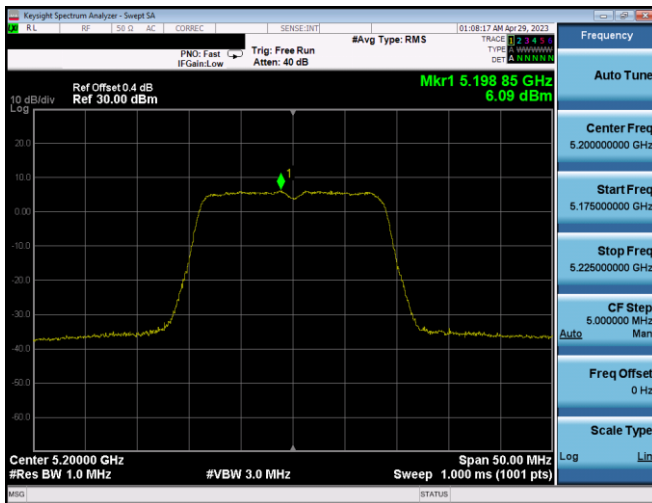 Keysight Spectrum Analyzer - Swept SA
RL RF 50 Ω AC CORREC SENSE:INT 01:08:17 AM Apr 29, 2023
#Avg Type: RMS TRACE 1 2 3 4 5 6
PNO: Fast Trig: Free Run TYPE A WWWWW
IFGain:Low Atten: 40 dB DET A N N N N N
Mkr1 5.198 85 GHz
6.09 dBm
Ref Offset 0.4 dB
10 dB/div Ref 30.00 dBm
Log
20.0
1
10.0
0.00
-10.0
-20.0
-30.0
-40.0
-50.0
-60.0
Center 5.20000 GHz Span 50.00 MHz
#Res BW 1.0 MHz #VBW 3.0 MHz Sweep 1.000 ms (1001 pts)
MSG STATUS
Frequency
Auto Tune
Center Freq
5.200000000 GHz
Start Freq
5.175000000 GHz
Stop Freq
5.225000000 GHz
CF Step
5.000000 MHz
Auto Man
Freq Offset
0 Hz
Scale Type
Log Lin